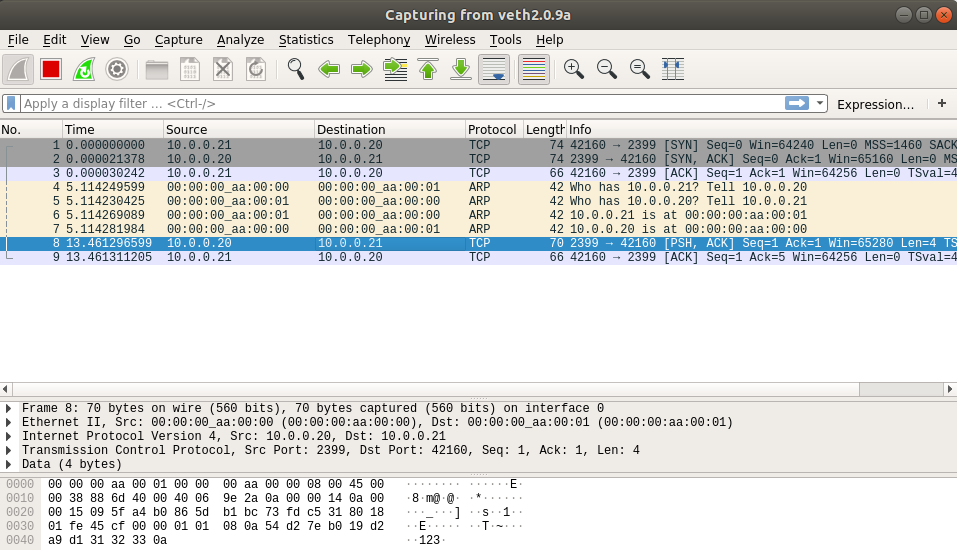 Capturing from veth2.0.9a
File Edit View Go Capture Analyze Statistics Telephony Wireless Tools Help
Apply a display filter ... <Ctrl-/> Expression… +
No. Time Source Destination Protocol Length Info
1 0.000000000 10.0.0.21 10.0.0.20 TCP 74 42160 → 2399 [SYN] Seq=0 Win=64240 Len=0 MSS=1460 SACK
2 0.000021378 10.0.0.20 10.0.0.21 TCP 74 2399 → 42160 [SYN, ACK] Seq=0 Ack=1 Win=65160 Len=0 M
3 0.000030242 10.0.0.21 10.0.0.20 TCP 66 42160 → 2399 [ACK] Seq=1 Ack=1 Win=64256 Len=0 TSval=4
4 5.114249599 00:00:00_aa:00:00 00:00:00_aa:00:01 ARP 42 Who has 10.0.0.21? Tell 10.0.0.20
5 5.114230425 00:00:00_aa:00:01 00:00:00_aa:00:00 ARP 42 Who has 10.0.0.20? Tell 10.0.0.21
6 5.114269089 00:00:00_aa:00:01 00:00:00_aa:00:00 ARP 42 10.0.0.21 is at 00:00:00:aa:00:01
7 5.114281984 00:00:00_aa:00:00 00:00:00_aa:00:01 ARP 42 10.0.0.20 is at 00:00:00:aa:00:00
8 13.461296599 10.0.0.20 10.0.0.21 TCP 70 2399 → 42160 [PSH, ACK] Seq=1 Ack=1 Win=65280 Len=4 TS
9 13.461311205 10.0.0.21 10.0.0.20 TCP 66 42160 → 2399 [ACK] Seq=1 Ack=5 Win=64256 Len=0 TSval=4
Frame 8: 70 bytes on wire (560 bits), 70 bytes captured (560 bits) on interface 0
Ethernet II, Src: 00:00:00_aa:00:00 (00:00:00:aa:00:00), Dst: 00:00:00_aa:00:01 (00:00:00:aa:00:01)
Internet Protocol Version 4, Src: 10.0.0.20, Dst: 10.0.0.21
Transmission Control Protocol, Src Port: 2399, Dst Port: 42160, Seq: 1, Ack: 1, Len: 4
Data (4 bytes)
0000 00 00 00 aa 00 01 00 00 00 aa 00 00 08 00 45 00 ········ ······E·
0010 00 38 88 6d 40 00 40 06 9e 2a 0a 00 00 14 0a 00 ·8·m@·@· ·*······
0020 00 15 09 5f a4 b0 86 5d b1 bc 73 fd c5 31 80 18 ···_···] ··s··1··
0030 01 fe 45 cf 00 00 01 01 08 0a 54 d2 7e b0 19 d2 ··E····· ··T·~···
0040 a9 d1 31 32 33 0a ··123·